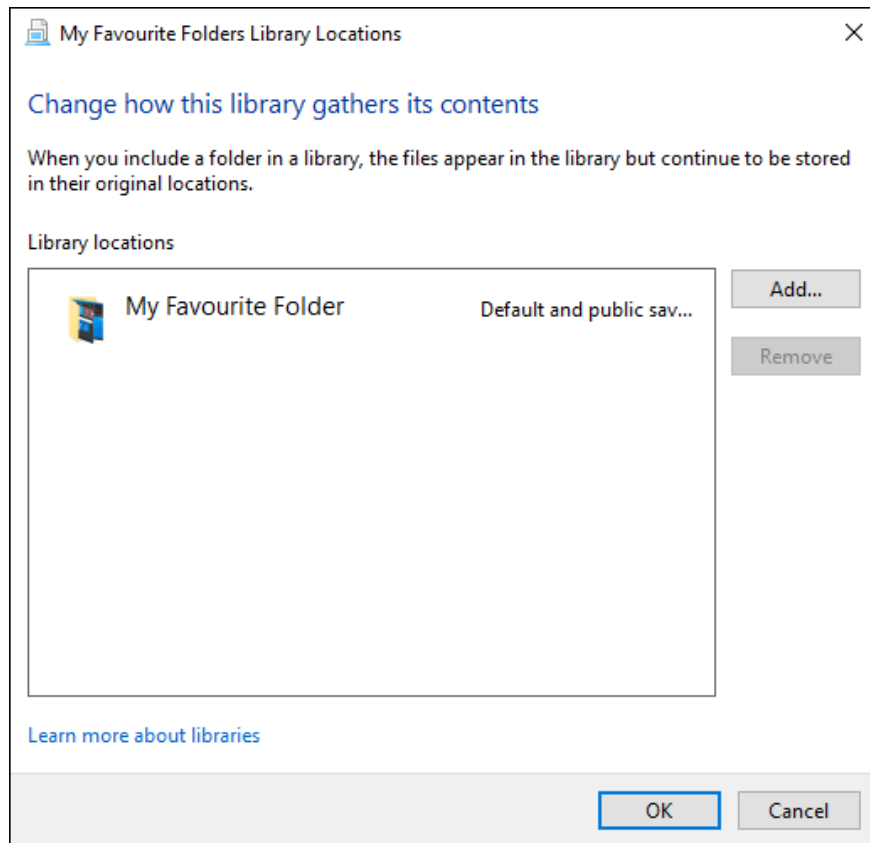 My Favourite Folders Library Locations
Change how this library gathers its contents
When you include a folder in a library, the files appear in the library but continue to be stored
in their original locations.
Library locations
My Favourite Folder
Default and public sav...
Add...
Remove
Learn more about libraries
OK
Cancel